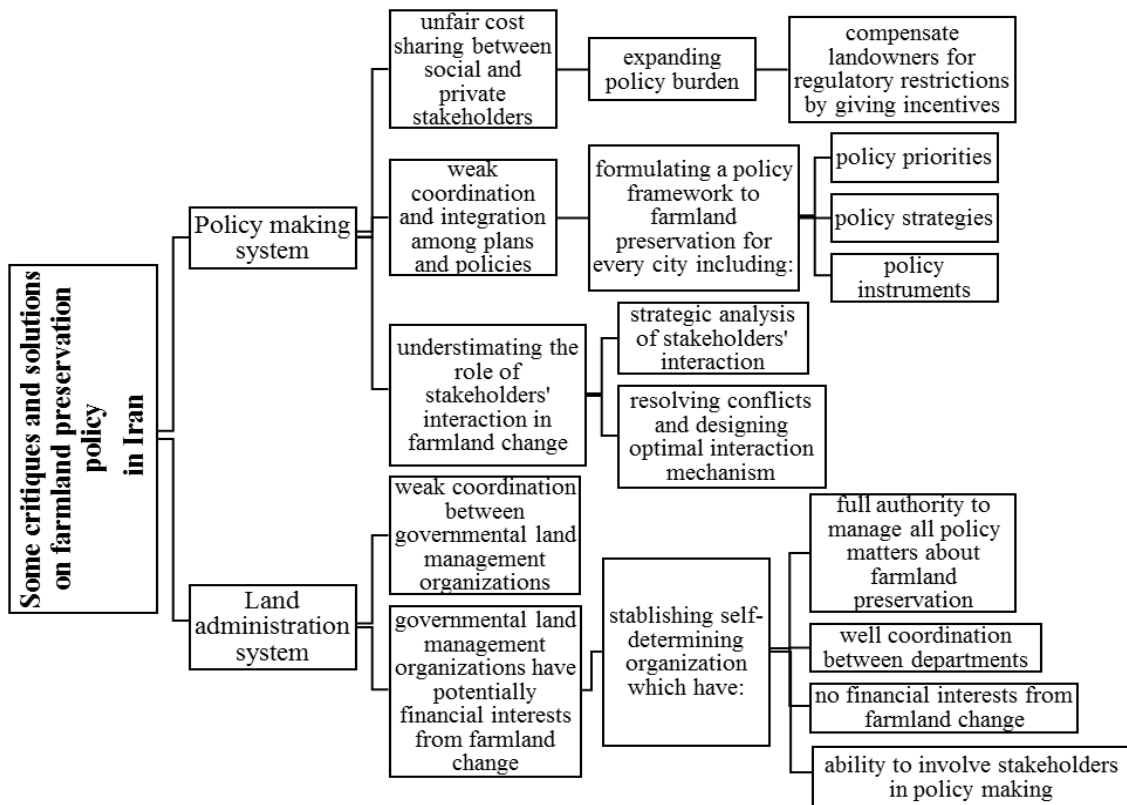 Some critiques and solutions
on farmland preservation
policy
in Iran
Policy making
system
unfair cost
sharing between
social and
private
stakeholders
expanding
policy burden
compensate
landowners for
regulatory restrictions
by giving incentives
weak
coordination
and integration
among plans
and policies
formulating a policy
framework to
farmland
preservation for
every city including:
policy priorities
policy strategies
policy
instruments
understimating the
role of
stakeholders'
interaction in
farmland change
strategic analysis
of stakeholders'
interaction
resolving conflicts
and designing
optimal interaction
mechanism
Land
administration
system
weak coordination
between
governmental land
management
organizations
governmental land
management
organizations have
potentially
financial interests
from farmland
change
stablishing self-
determining
organization
which have:
full authority to
manage all policy
matters about
farmland
preservation
well coordination
between departments
no financial interests from
farmland change
ability to involve stakeholders
in policy making